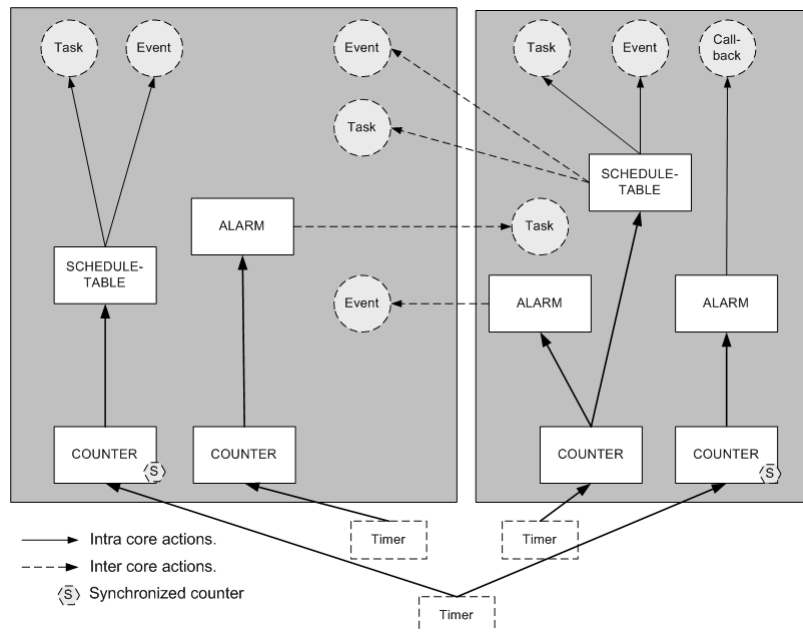 Task
Event
Event
Task
Event
Call-
back
Task
SCHEDULE-
TABLE
ALARM
Task
SCHEDULE-
TABLE
Event
ALARM
ALARM
COUNTER
S
COUNTER
COUNTER
COUNTER
S
Timer
Timer
Intra core actions.
Inter core actions.
S Synchronized counter
Timer